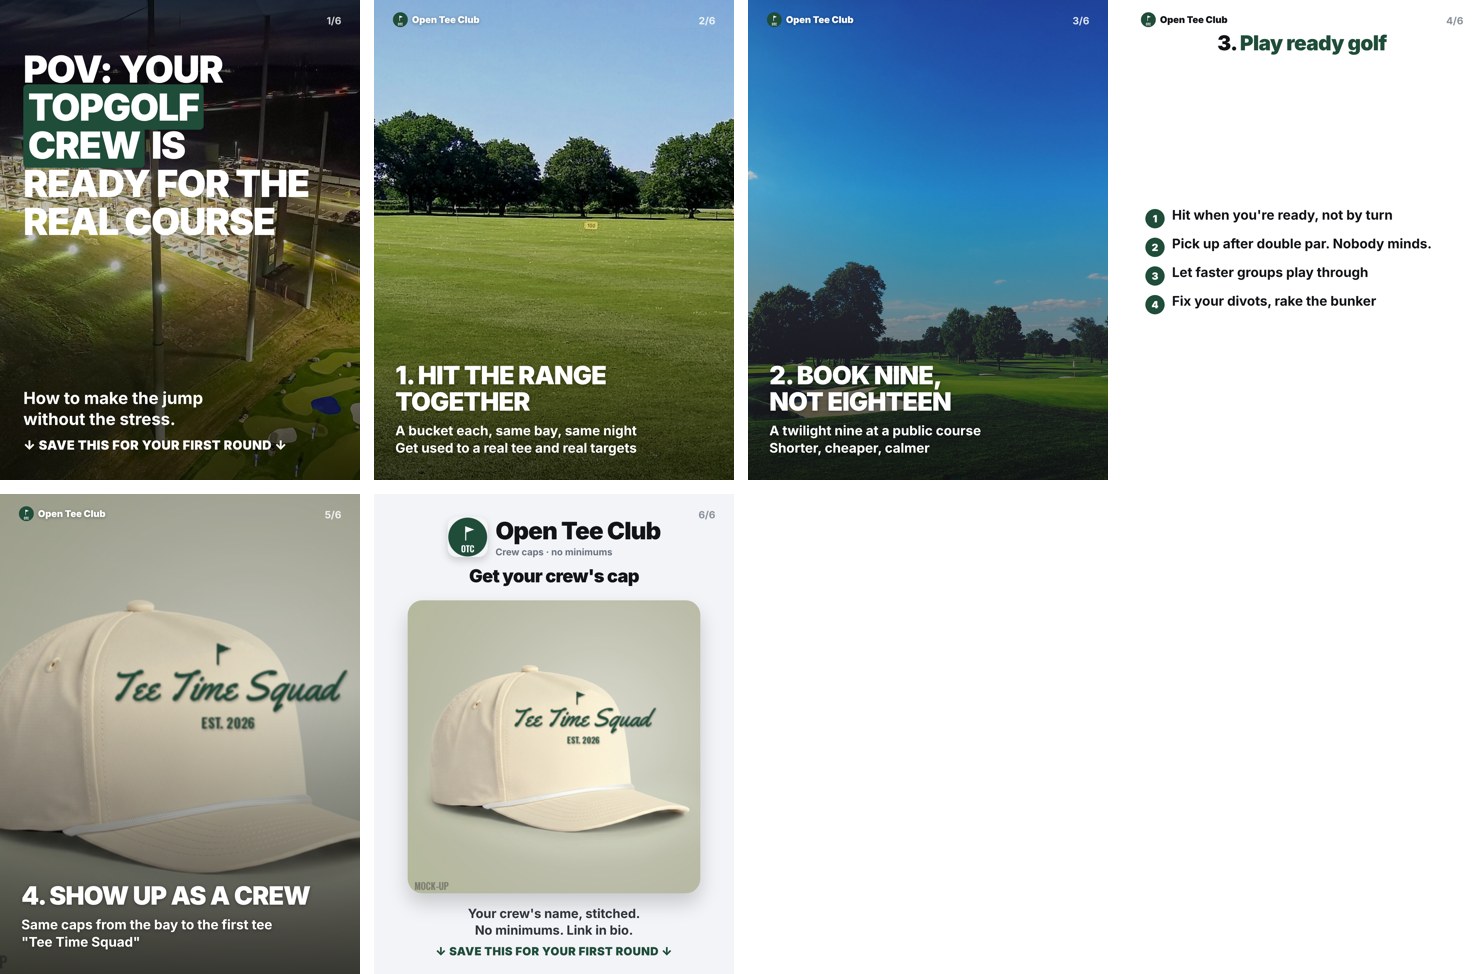 1/6
POV: YOUR
TOPGOLF
CREW IS
READY FOR THE
REAL COURSE
How to make the jump
without the stress.
↓ SAVE THIS FOR YOUR FIRST ROUND ↓
OTC
Open Tee Club
2/6
100
1. HIT THE RANGE
TOGETHER
A bucket each, same bay, same night
Get used to a real tee and real targets
OTC
Open Tee Club
3/6
2. BOOK NINE,
NOT EIGHTEEN
A twilight nine at a public course
Shorter, cheaper, calmer
OTC
Open Tee Club
4/6
3. Play ready golf
1 Hit when you're ready, not by turn
2 Pick up after double par. Nobody minds.
3 Let faster groups play through
4 Fix your divots, rake the bunker
OTC
Open Tee Club
5/6
Tee Time Squad
EST. 2026
4. SHOW UP AS A CREW
Same caps from the bay to the first tee
"Tee Time Squad"
P
6/6
OTC
Open Tee Club
Crew caps · no minimums
Get your crew's cap
Tee Time Squad
EST. 2026
MOCK-UP
Your crew's name, stitched.
No minimums. Link in bio.
↓ SAVE THIS FOR YOUR FIRST ROUND ↓